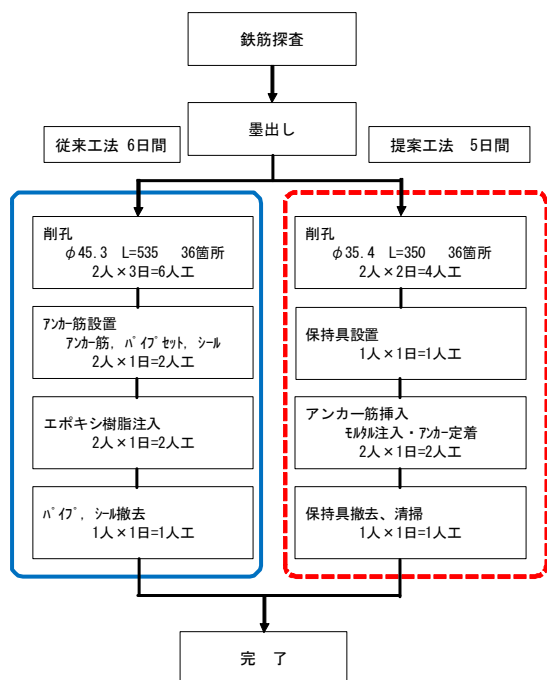 鉄筋探査
墨出し
従来工法 6日間
提案工法 5日間
削孔
φ45.3 L=535 36箇所
2人×3日=6人工
ｱﾝｶｰ筋設置
ｱﾝｶｰ筋, ﾊﾟｲﾌﾟｾｯﾄ, ｼｰﾙ
2人×1日=2人工
エポキシ樹脂注入
2人×1日=2人工
ﾊﾟｲﾌﾟ, ｼｰﾙ撤去
1人×1日=1人工
削孔
φ35.4 L=350 36箇所
2人×2日=4人工
保持具設置
1人×1日=1人工
アンカー筋挿入
ﾓﾙﾀﾙ注入・ｱﾝｶｰ定着
2人×1日=2人工
保持具撤去、清掃
1人×1日=1人工
完 了